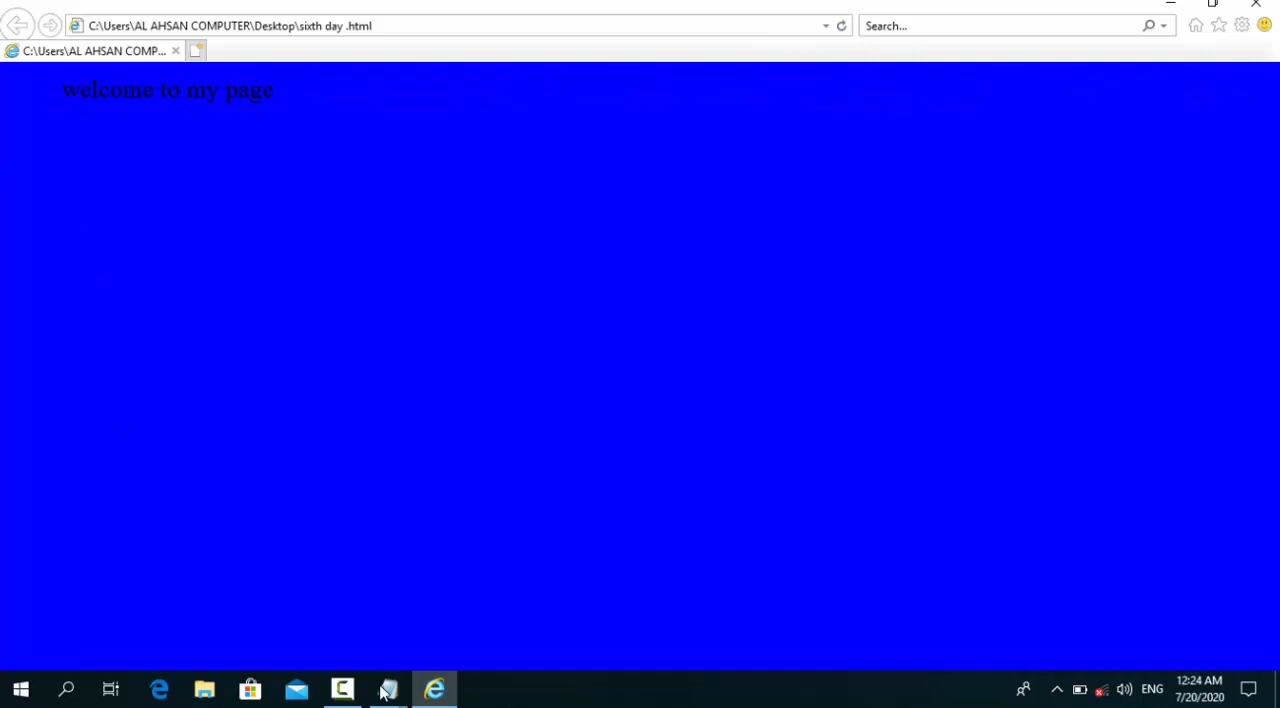 C:\Users\AL AHSAN COMPUTER\Desktop\sixth day .html
Search...
C:\Users\AL AHSAN COMP...
welcome to my page
ENG
12:24 AM
7/20/2020